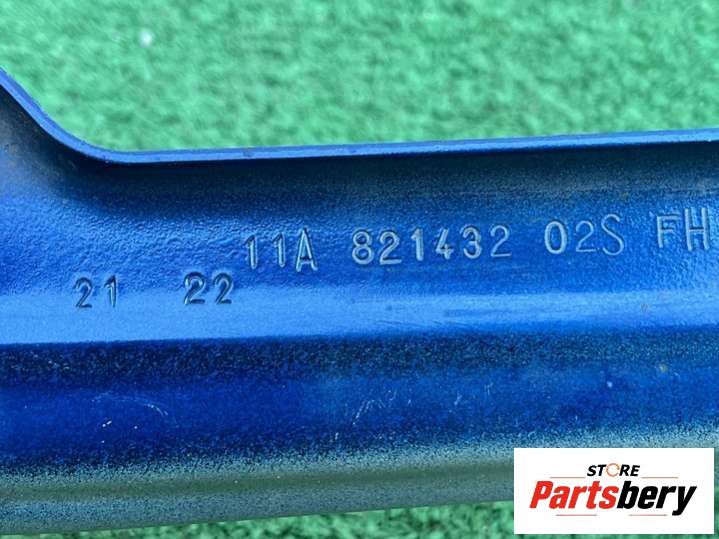 11A 821432 02S FH
21 22
STORE
Partsbery